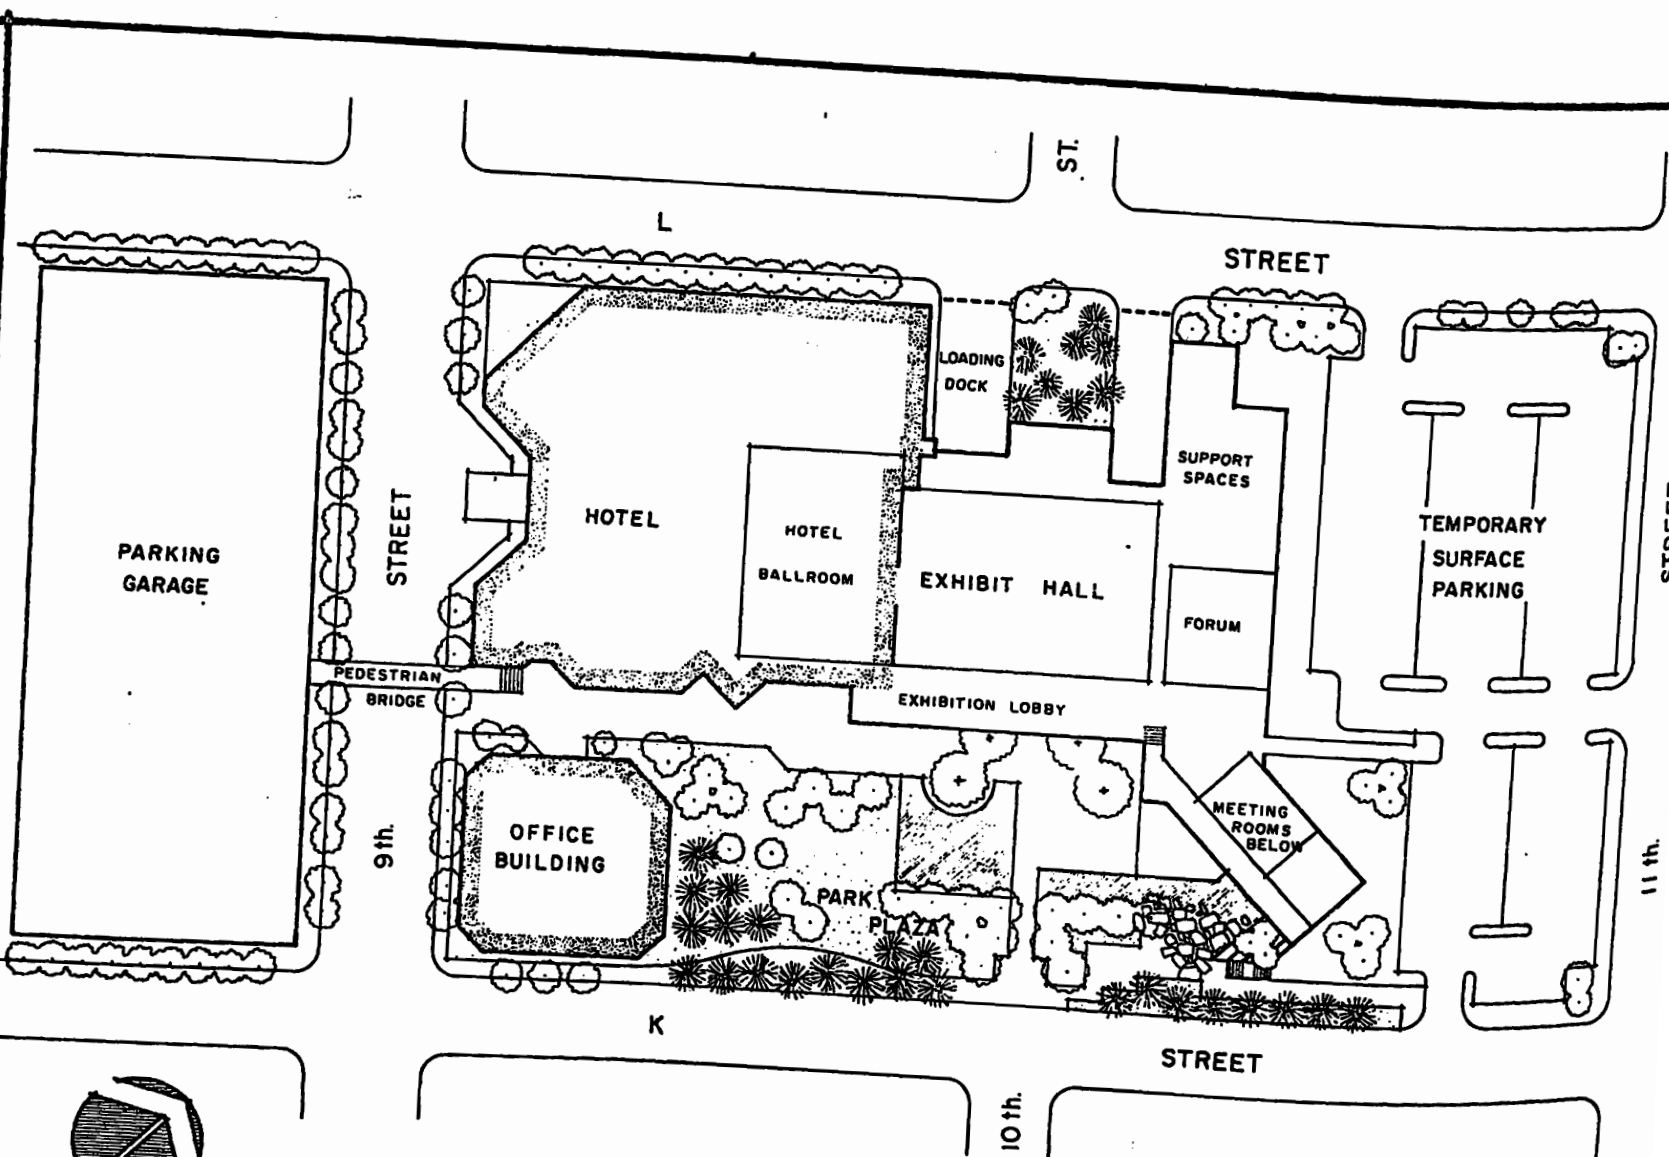 ST.
L
STREET
LOADING
DOCK
SUPPORT
SPACES
STREET
HOTEL
HOTEL
BALLROOM
EXHIBIT HALL
TEMPORARY
SURFACE
PARKING
STREET
PARKING
GARAGE
FORUM
PEDESTRIAN
BRIDGE
EXHIBITION LOBBY
OFFICE
BUILDING
MEETING
ROOMS
BELOW
9th.
PARK
PLAZA
11th.
K
STREET
10th.